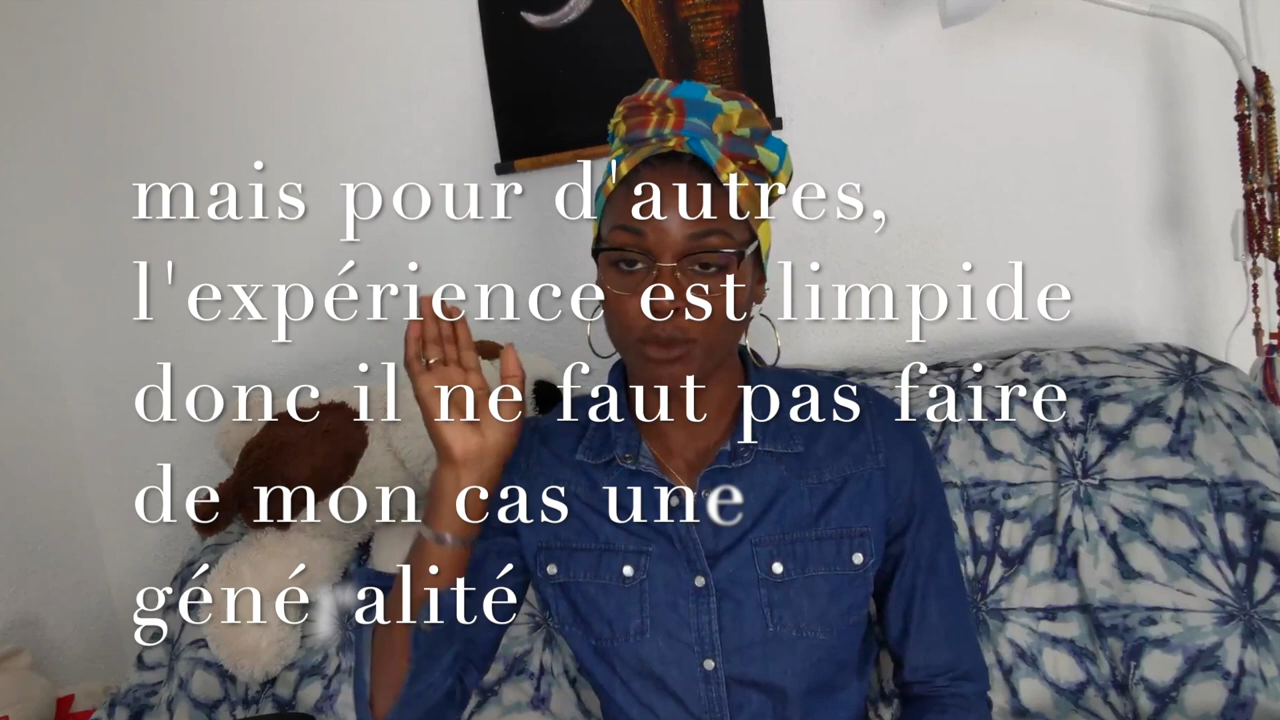 mais pour d'autres,
l'expérience est limpide
donc il ne faut pas faire
de mon cas une
généralité